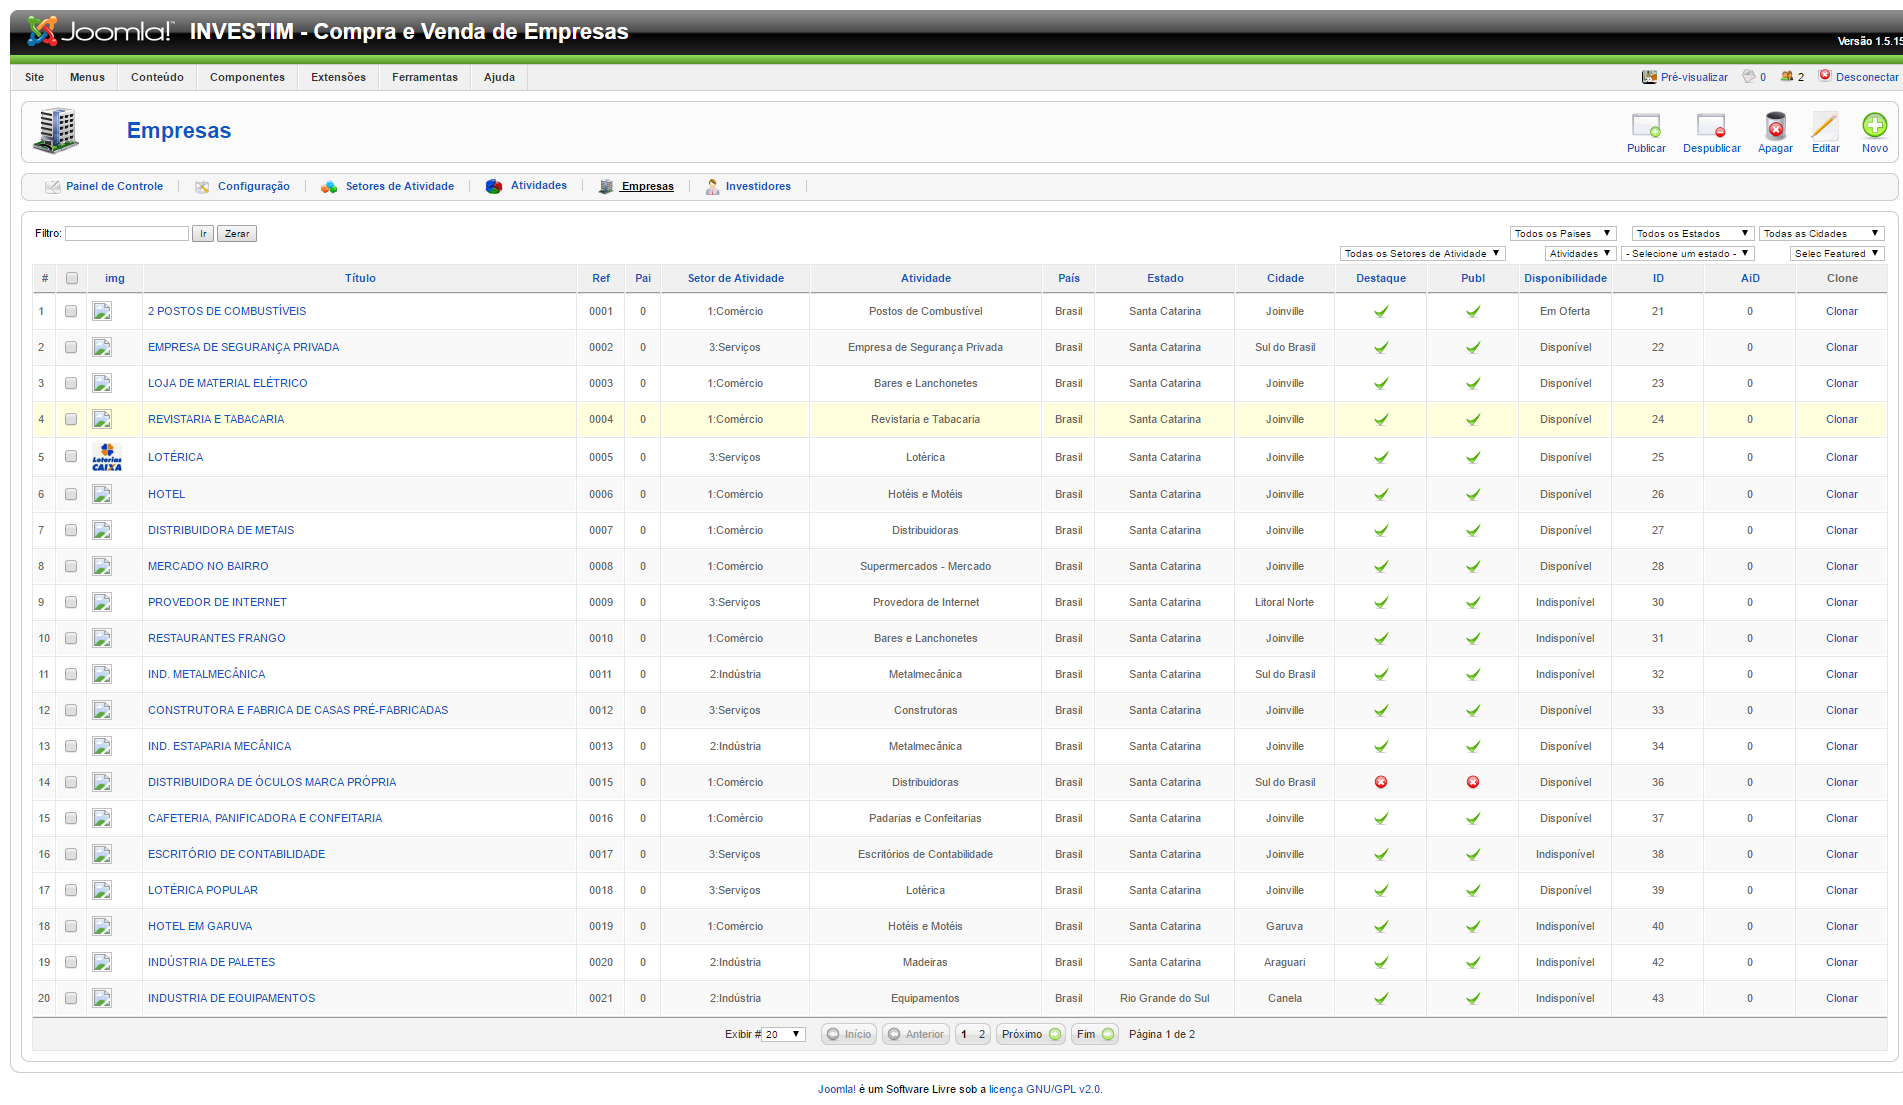 Joomla! INVESTIM - Compra e Venda de Empresas
Versão 1.5.15
Site Menus Conteúdo Componentes Extensões Ferramentas Ajuda Pré-visualizar 0 2 Desconectar
Empresas
Publicar Despublicar Apagar Editar Novo
Painel de Controle Configuração Setores de Atividade Atividades Empresas Investidores
Filtro: Ir Zerar Todos os Paises Todos os Estados Todas as Cidades
Todas os Setores de Atividade Atividades - Selecione um estado - Selec Featured
# img Título Ref Pai Setor de Atividade Atividade País Estado Cidade Destaque Publ Disponibilidade ID AiD Clone
1 2 POSTOS DE COMBUSTÍVEIS 0001 0 1:Comércio Postos de Combustível Brasil Santa Catarina Joinville Em Oferta 21 0 Clonar
2 EMPRESA DE SEGURANÇA PRIVADA 0002 0 3:Serviços Empresa de Segurança Privada Brasil Santa Catarina Sul do Brasil Disponível 22 0 Clonar
3 LOJA DE MATERIAL ELÉTRICO 0003 0 1:Comércio Bares e Lanchonetes Brasil Santa Catarina Joinville Disponível 23 0 Clonar
4 REVISTARIA E TABACARIA 0004 0 1:Comércio Revistaria e Tabacaria Brasil Santa Catarina Joinville Disponível 24 0 Clonar
5 Loterias CAIXA LOTÉRICA 0005 0 3:Serviços Lotérica Brasil Santa Catarina Joinville Disponível 25 0 Clonar
6 HOTEL 0006 0 1:Comércio Hotéis e Motéis Brasil Santa Catarina Joinville Disponível 26 0 Clonar
7 DISTRIBUIDORA DE METAIS 0007 0 1:Comércio Distribuidoras Brasil Santa Catarina Joinville Disponível 27 0 Clonar
8 MERCADO NO BAIRRO 0008 0 1:Comércio Supermercados - Mercado Brasil Santa Catarina Joinville Disponível 28 0 Clonar
9 PROVEDOR DE INTERNET 0009 0 3:Serviços Provedora de Internet Brasil Santa Catarina Litoral Norte Indisponível 30 0 Clonar
10 RESTAURANTES FRANGO 0010 0 1:Comércio Bares e Lanchonetes Brasil Santa Catarina Joinville Indisponível 31 0 Clonar
11 IND. METALMECÂNICA 0011 0 2:Indústria Metalmecânica Brasil Santa Catarina Sul do Brasil Indisponível 32 0 Clonar
12 CONSTRUTORA E FABRICA DE CASAS PRÉ-FABRICADAS 0012 0 3:Serviços Construtoras Brasil Santa Catarina Joinville Disponível 33 0 Clonar
13 IND. ESTAPARIA MECÂNICA 0013 0 2:Indústria Metalmecânica Brasil Santa Catarina Joinville Disponível 34 0 Clonar
14 DISTRIBUIDORA DE ÓCULOS MARCA PRÓPRIA 0015 0 1:Comércio Distribuidoras Brasil Santa Catarina Sul do Brasil Disponível 36 0 Clonar
15 CAFETERIA, PANIFICADORA E CONFEITARIA 0016 0 1:Comércio Padarias e Confeitarias Brasil Santa Catarina Joinville Disponível 37 0 Clonar
16 ESCRITÓRIO DE CONTABILIDADE 0017 0 3:Serviços Escritórios de Contabilidade Brasil Santa Catarina Joinville Indisponível 38 0 Clonar
17 LOTÉRICA POPULAR 0018 0 3:Serviços Lotérica Brasil Santa Catarina Joinville Disponível 39 0 Clonar
18 HOTEL EM GARUVA 0019 0 1:Comércio Hotéis e Motéis Brasil Santa Catarina Garuva Indisponível 40 0 Clonar
19 INDÚSTRIA DE PALETES 0020 0 2:Indústria Madeiras Brasil Santa Catarina Araguari Indisponível 42 0 Clonar
20 INDUSTRIA DE EQUIPAMENTOS 0021 0 2:Indústria Equipamentos Brasil Rio Grande do Sul Canela Indisponível 43 0 Clonar
Exibir # 20 Início Anterior 1 2 Próximo Fim Página 1 de 2
Joomla! é um Software Livre sob a licença GNU/GPL v2.0.